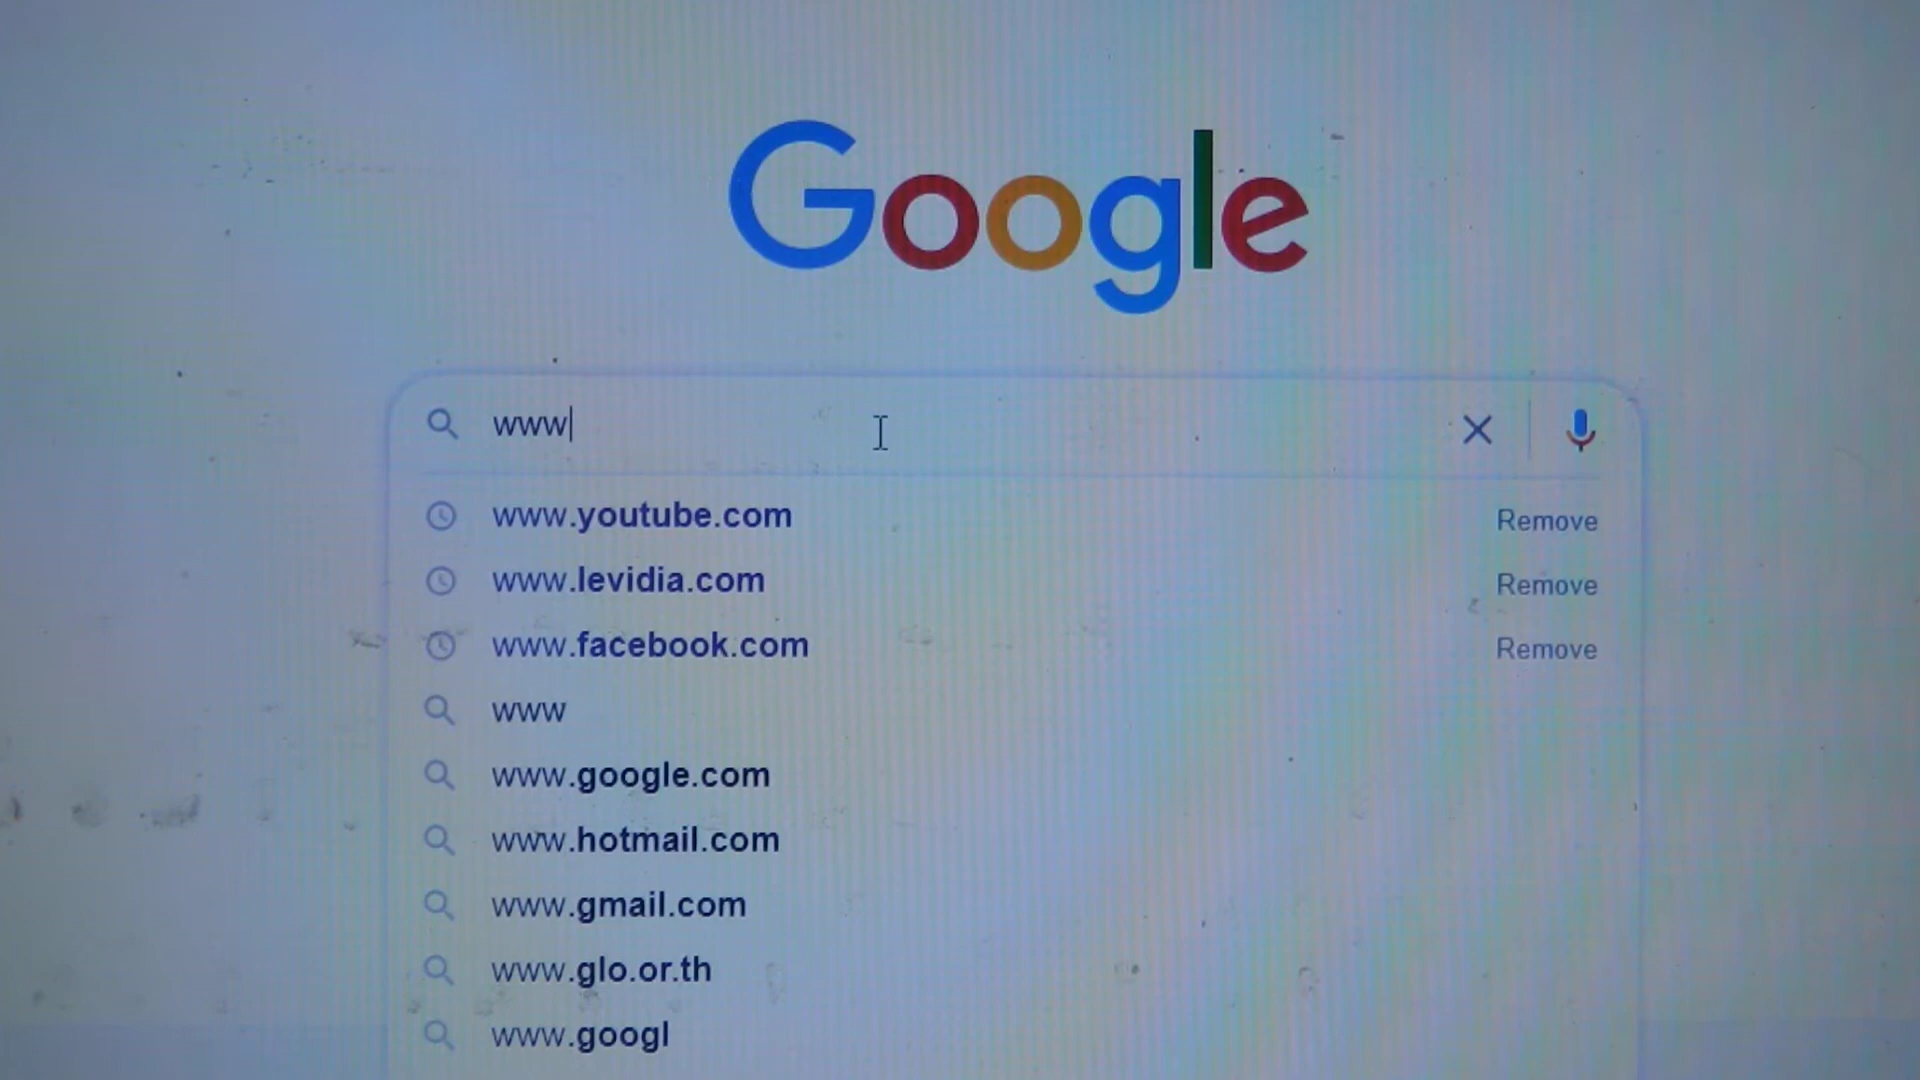 Google
www
www.youtube.com Remove
www.levidia.com Remove
www.facebook.com Remove
www
www.google.com
www.hotmail.com
www.gmail.com
www.glo.or.th
www.googl